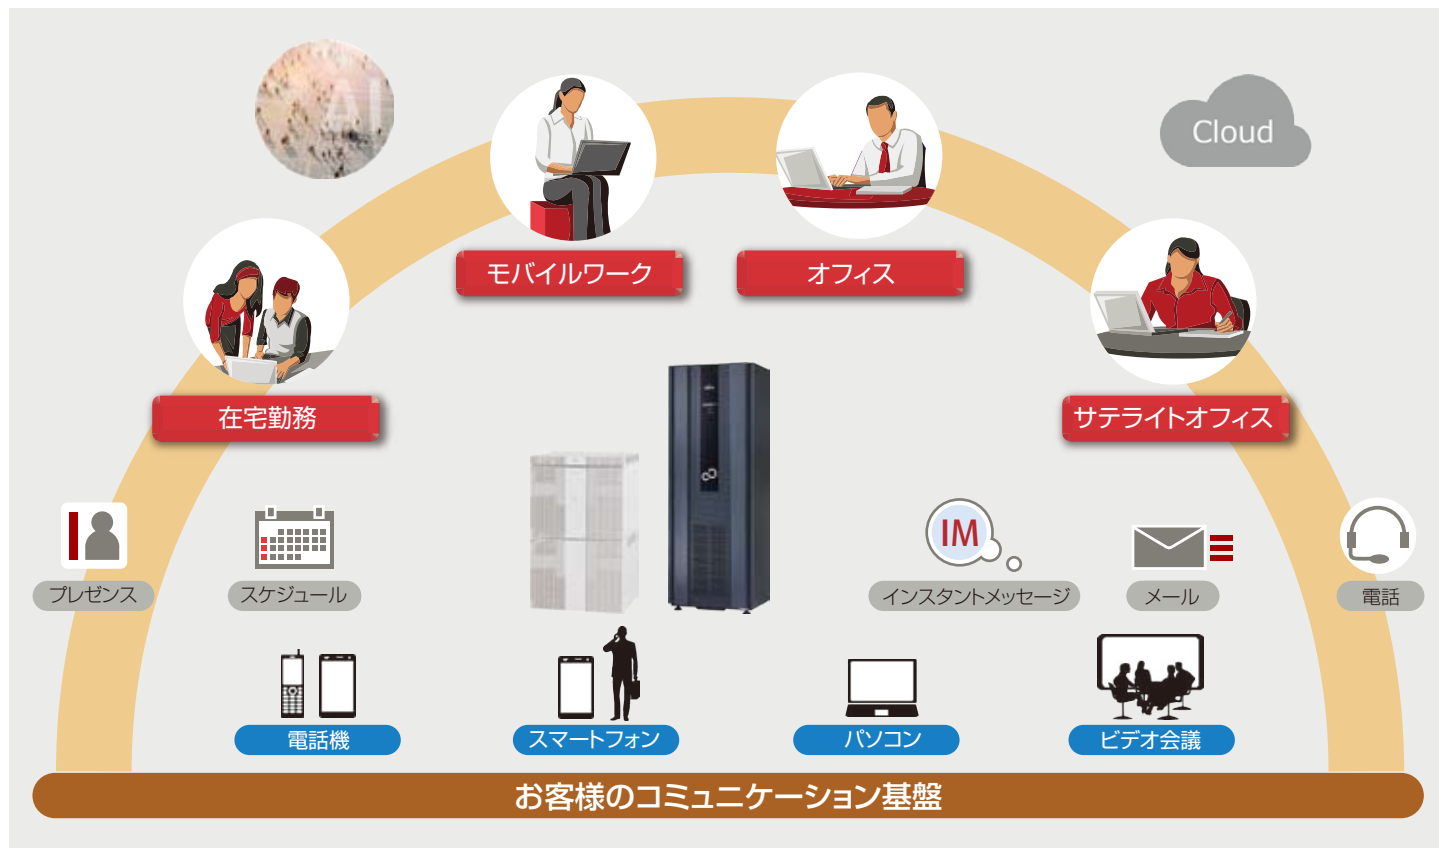 AI
Cloud
モバイルワーク
オフィス
在宅勤務
サテライトオフィス
IM
プレゼンス
スケジュール
インスタントメッセージ
メール
電話
電話機
スマートフォン
パソコン
ビデオ会議
お客様のコミュニケーション基盤